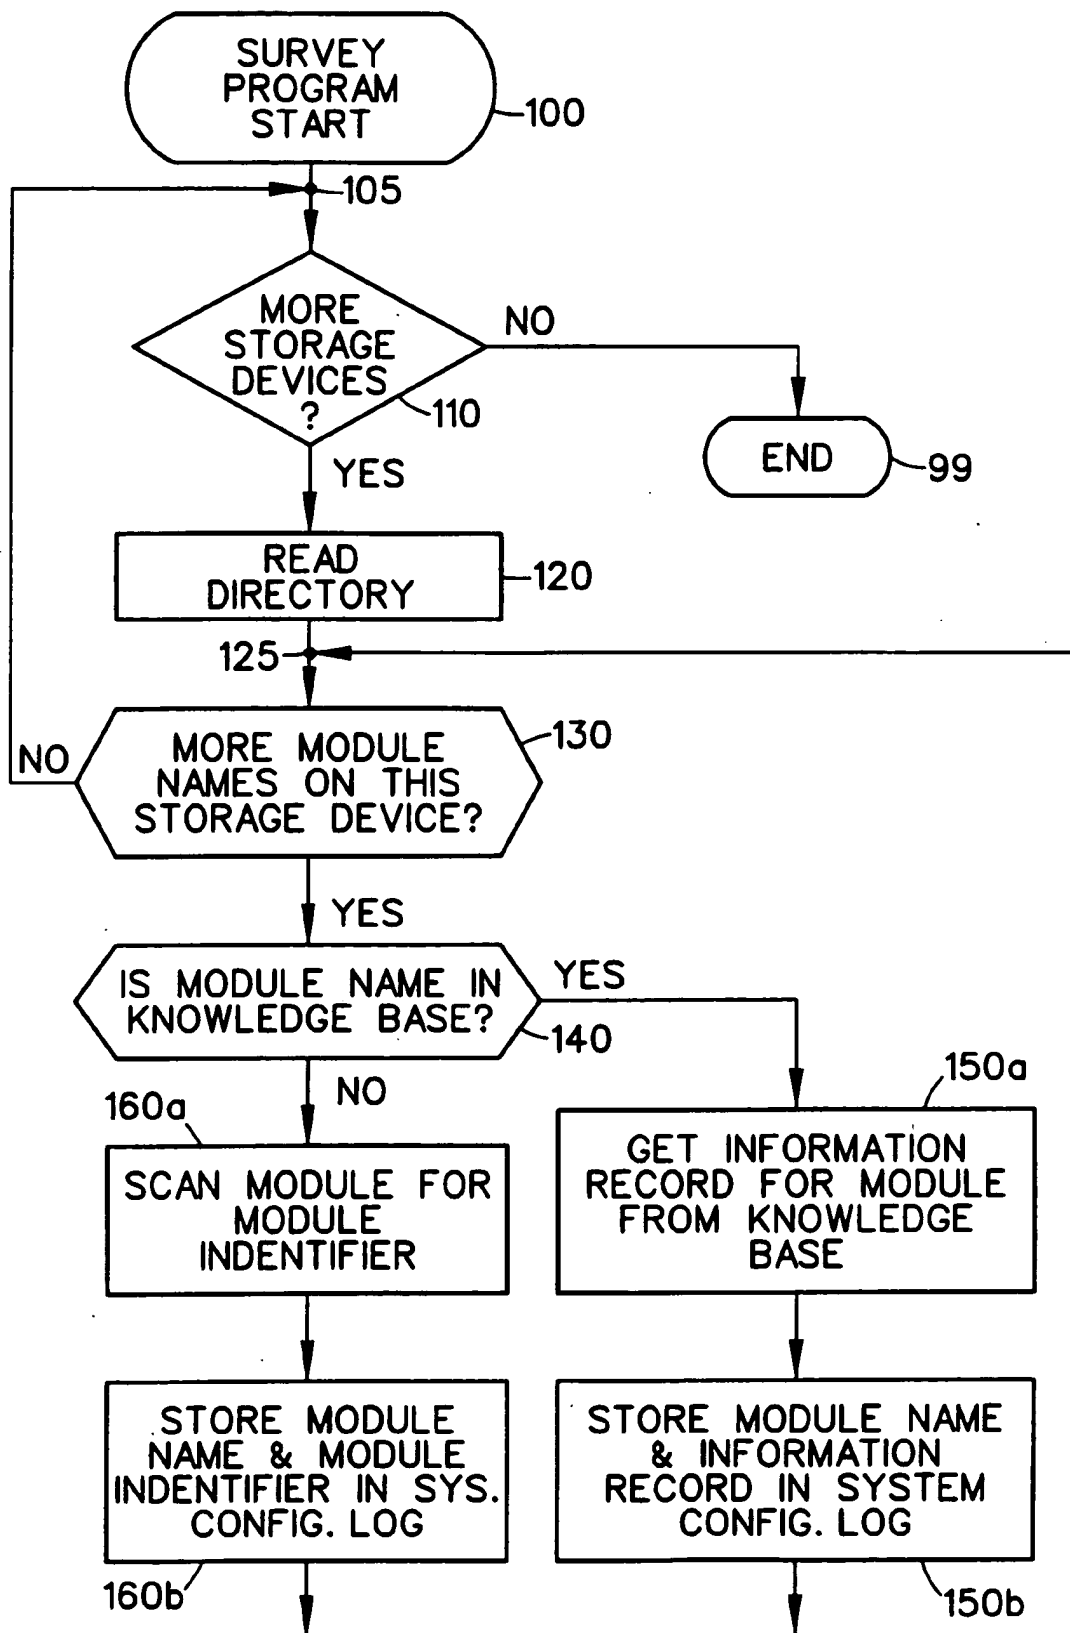 SURVEY
PROGRAM
START
100
105
MORE
STORAGE
DEVICES
?
110
NO
END
99
YES
READ
DIRECTORY
120
125
MORE MODULE
NAMES ON THIS
STORAGE DEVICE?
130
NO
YES
IS MODULE NAME IN
KNOWLEDGE BASE?
140
YES
NO
160a
SCAN MODULE FOR
MODULE
INDENTIFIER
150a
GET INFORMATION
RECORD FOR MODULE
FROM KNOWLEDGE
BASE
STORE MODULE
NAME & MODULE
INDENTIFIER IN SYS.
CONFIG. LOG
160b
STORE MODULE NAME
& INFORMATION
RECORD IN SYSTEM
CONFIG. LOG
150b